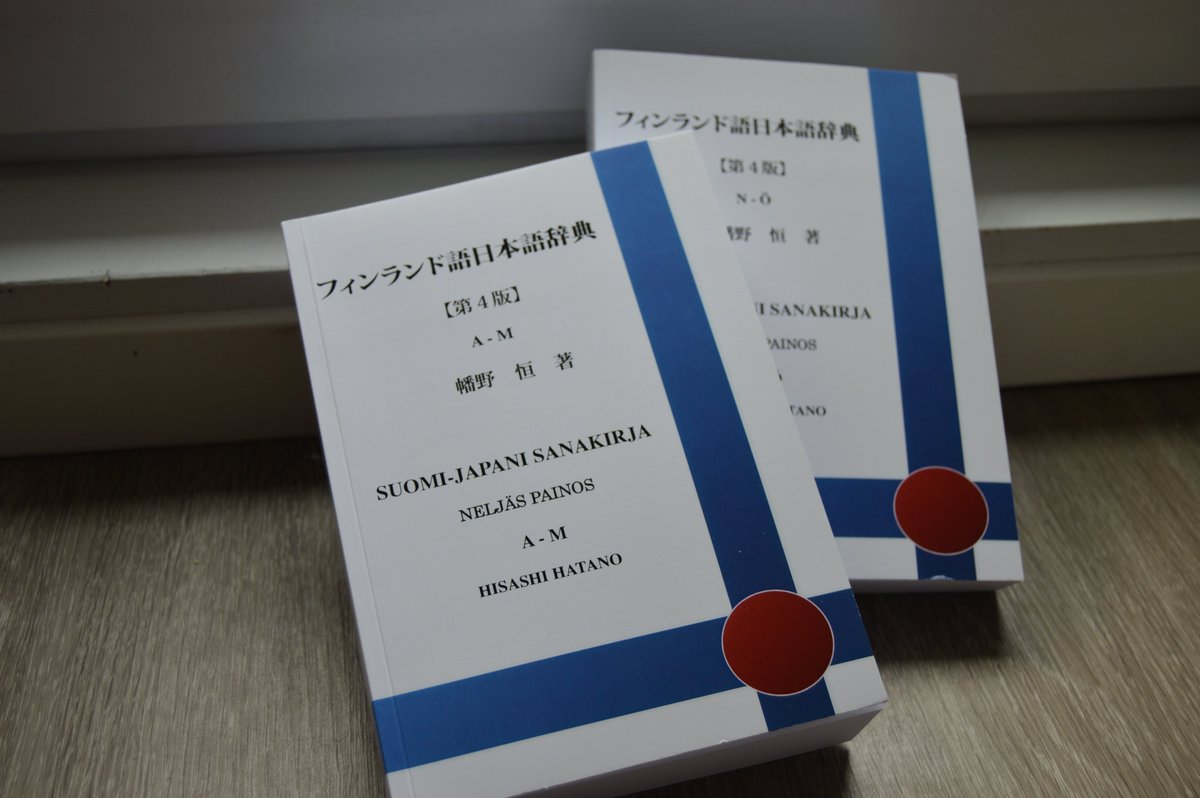 フィンランド語日本語辞典
【第4版】
A - M
幡野 恒 著
SUOMI-JAPANI SANAKIRJA
NELJÄS PAINOS
A - M
HISASHI HATANO
フィンランド語日本語辞典
【第4版】
N - Ö
野 恒 著
SANAKIRJA
PAINOS